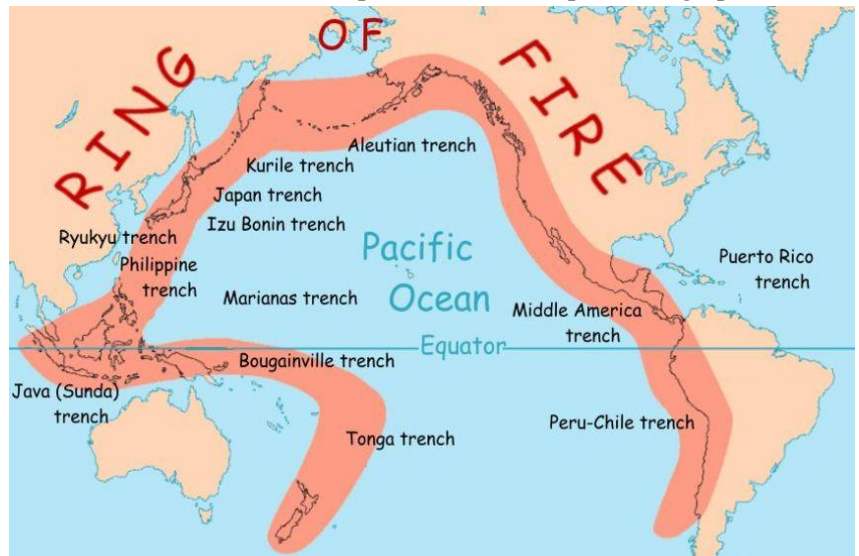 RING OF FIRE
Aleutian trench
Kurile trench
Japan trench
Izu Bonin trench
Ryukyu trench
Philippine
trench
Marianas trench
Pacific
Ocean
Equator
Puerto Rico
trench
Middle America
trench
Bougainville trench
Java (Sunda)
trench
Tonga trench
Peru-Chile trench